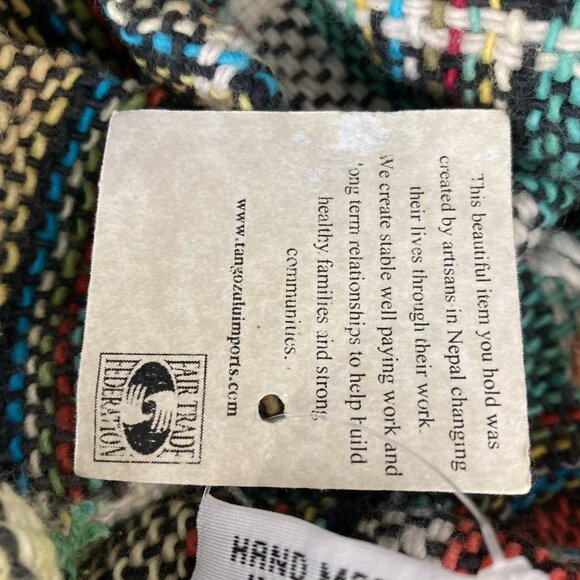 This beautiful item you hold was
created by artisans in Nepal changing
their lives through their work.
We create stable well paying work and
long term relationships to help build
healthy families and strong
communities.
www.tangozuluimports.com
FAIR TRADE
FEDERATION